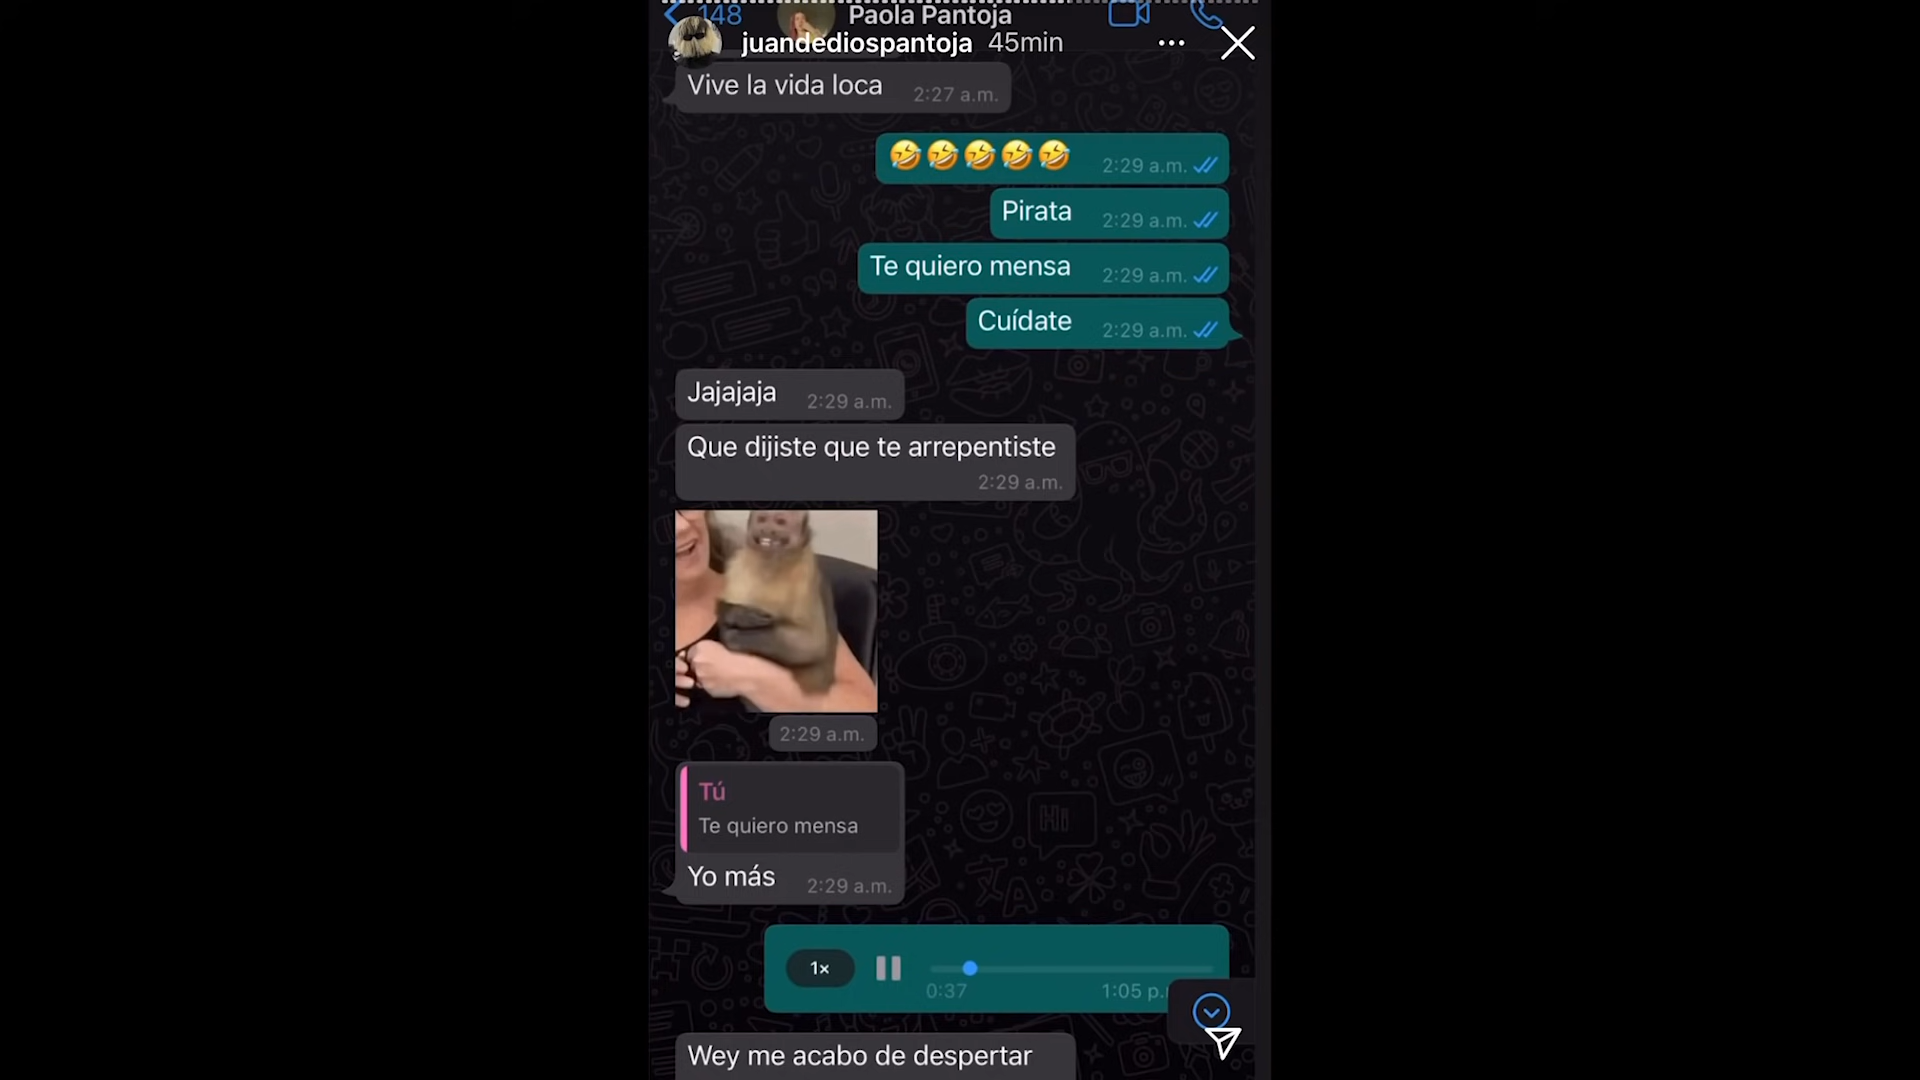 148 Paola Pantoja
juandediospantoja 45min
Vive la vida loca 2:27 a.m.
🤣🤣🤣🤣🤣 2:29 a.m.
Pirata 2:29 a.m.
Te quiero mensa 2:29 a.m.
Cuídate 2:29 a.m.
Jajajaja 2:29 a.m.
Que dijiste que te arrepentiste
2:29 a.m.
2:29 a.m.
Tú
Te quiero mensa
Yo más 2:29 a.m.
1×
0:37 1:05 p.
Wey me acabo de despertar